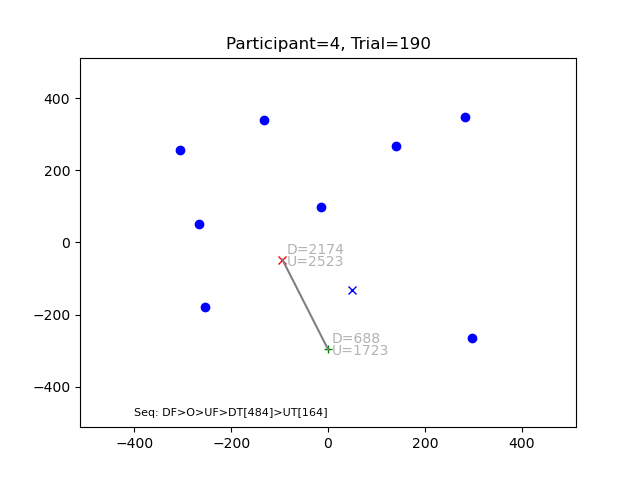 Participant=4, Trial=190
400
200
0
−200
−400
D=2174
U=2523
D=688
U=1723
Seq: DF>O>UF>DT[484]>UT[164]
−400
−200
0
200
400